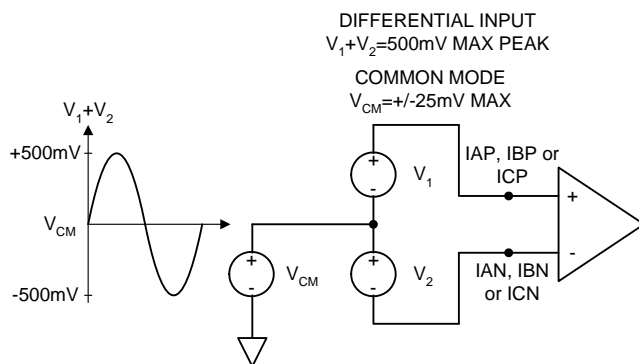 DIFFERENTIAL INPUT
V1+V2=500mV MAX PEAK
COMMON MODE
VCM=+/-25mV MAX
V1+V2
+500mV
VCM
-500mV
+
-
V1
IAP, IBP or
ICP
+
-
VCM
+
-
V2
IAN, IBN
or ICN
+
-